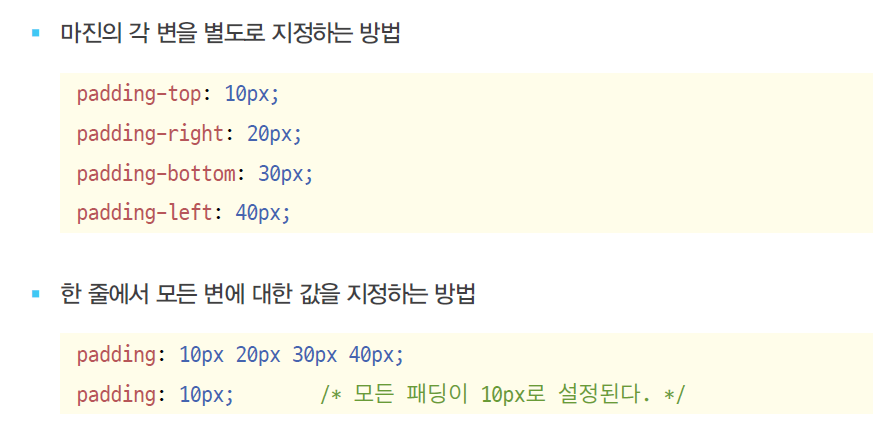 마진의 각 변을 별도로 지정하는 방법
padding-top: 10px;
padding-right: 20px;
padding-bottom: 30px;
padding-left: 40px;
한 줄에서 모든 변에 대한 값을 지정하는 방법
padding: 10px 20px 30px 40px;
padding: 10px; /* 모든 패딩이 10px로 설정된다. */